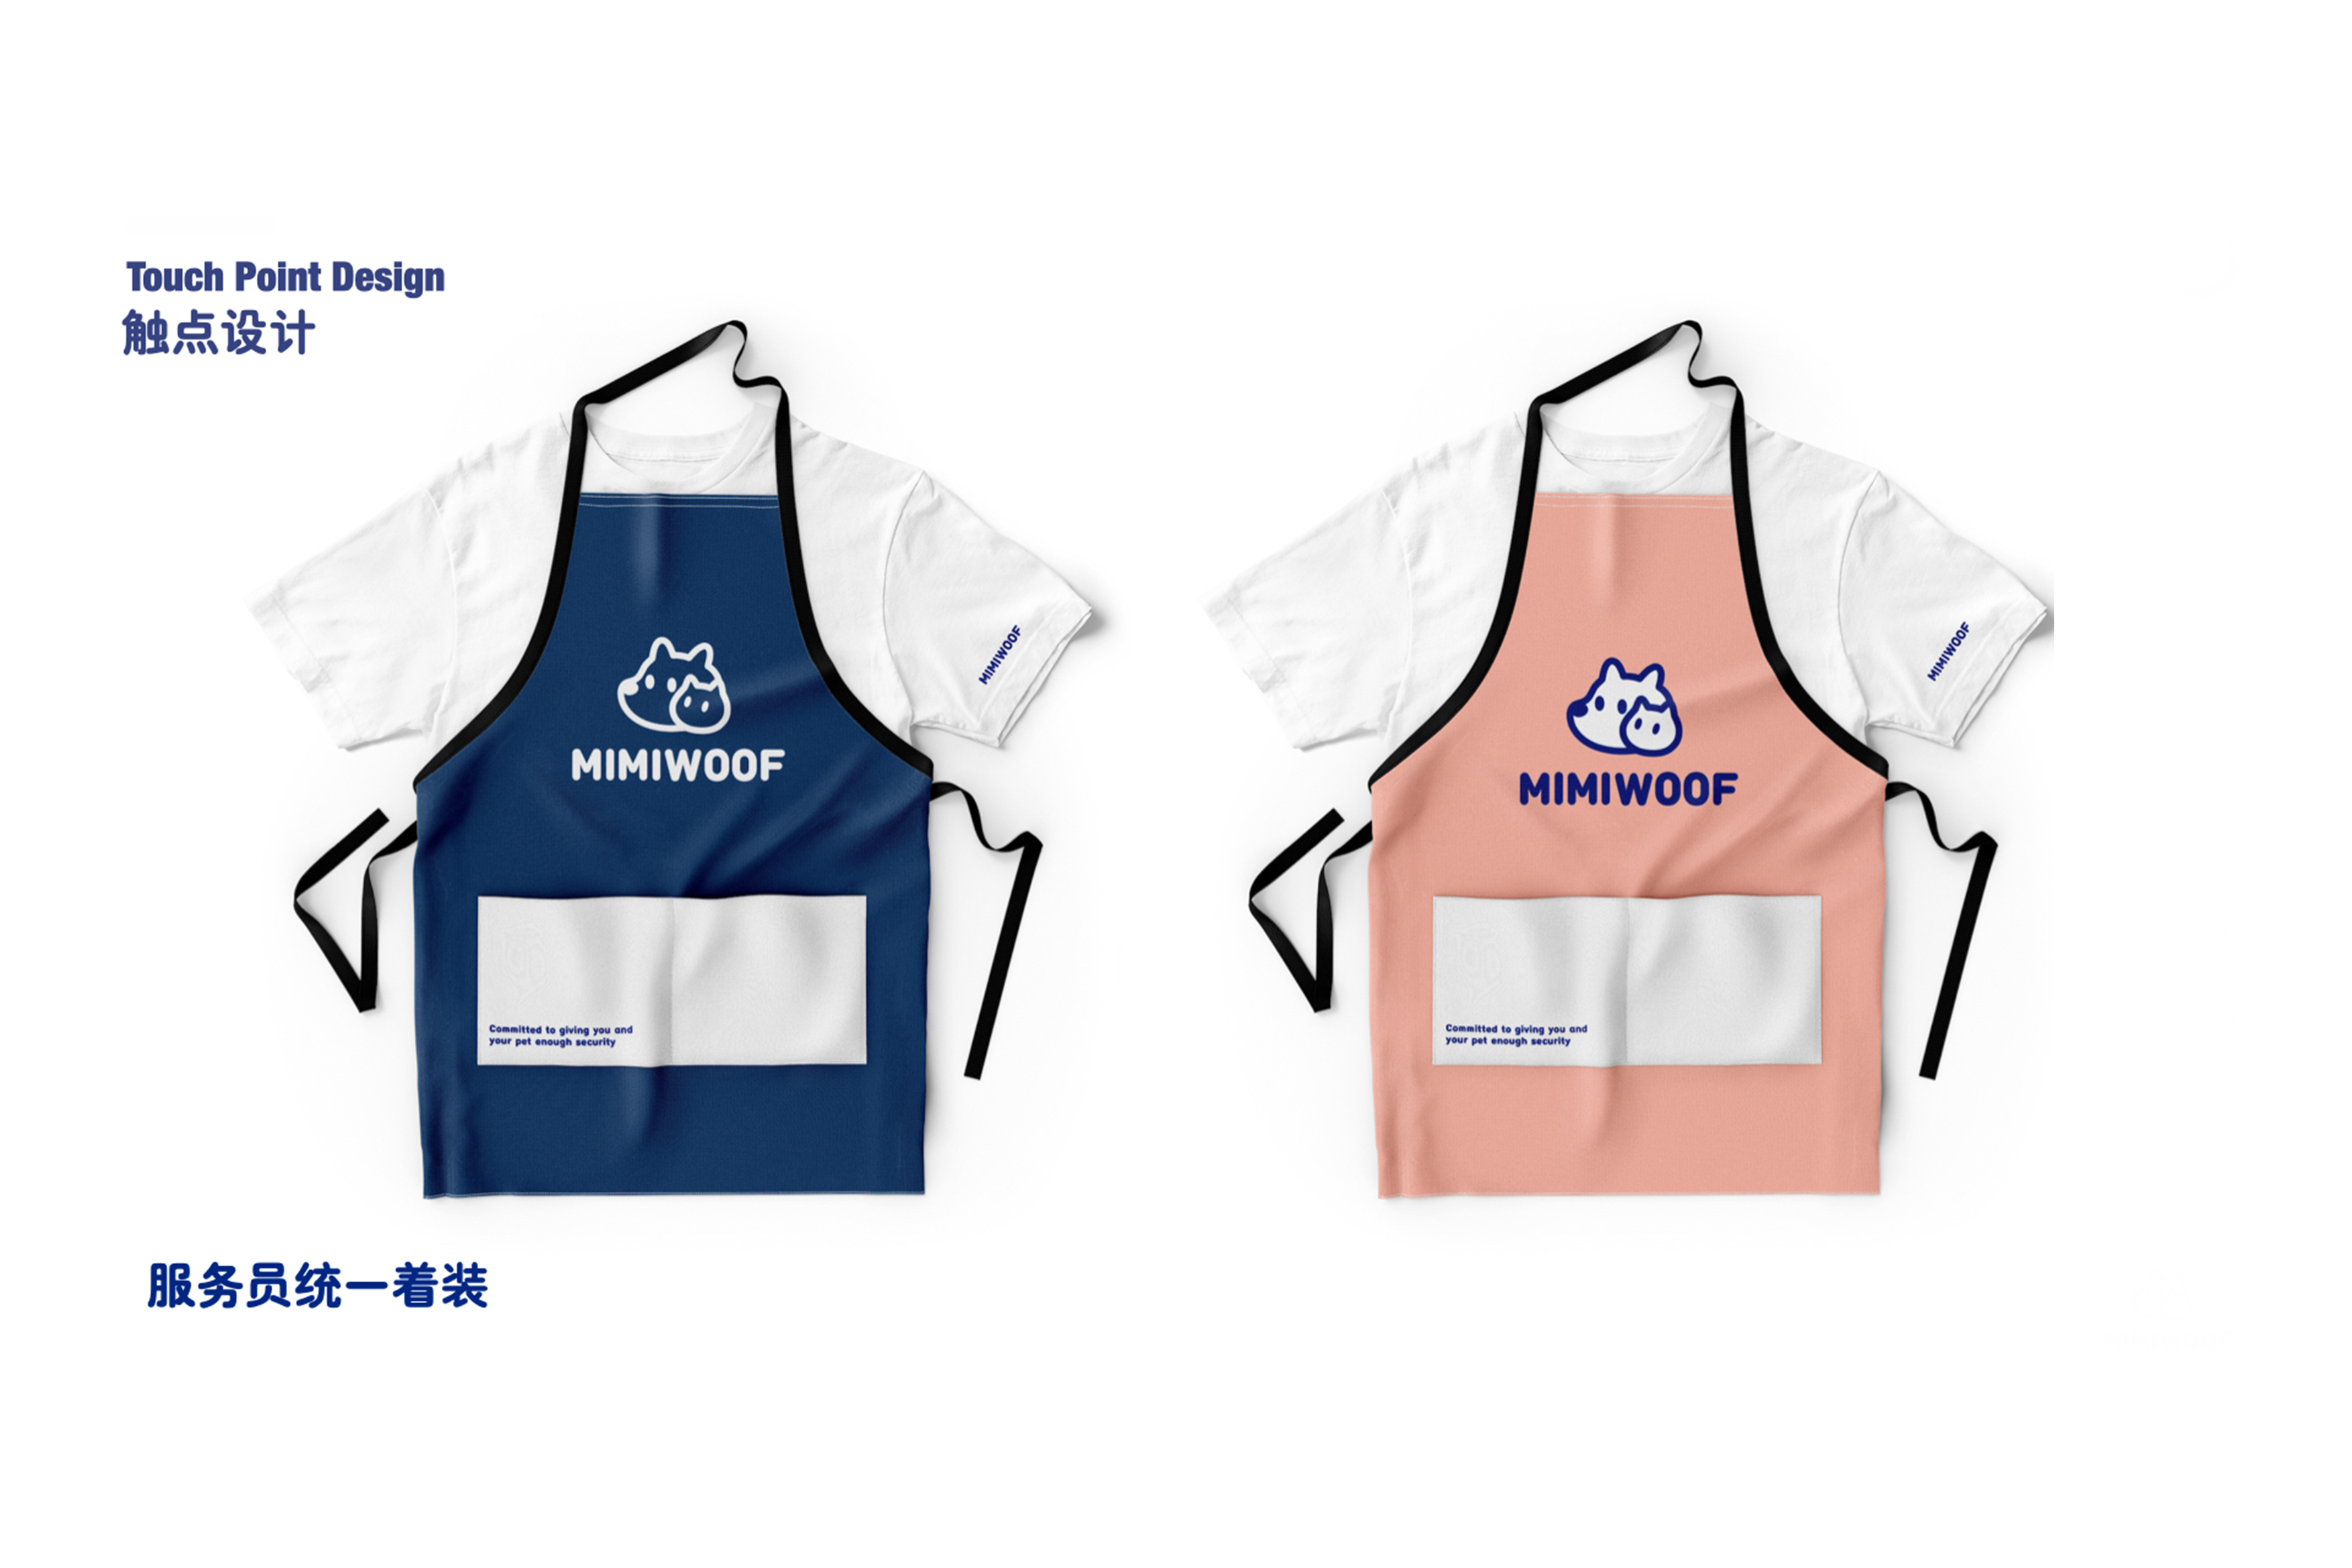 Touch Point Design
触点设计
MIMIWOOF
MIMIWOOF
Committed to giving you and
your pet enough security
MIMIWOOF
MIMIWOOF
Committed to giving you and
your pet enough security
服务员统一着装